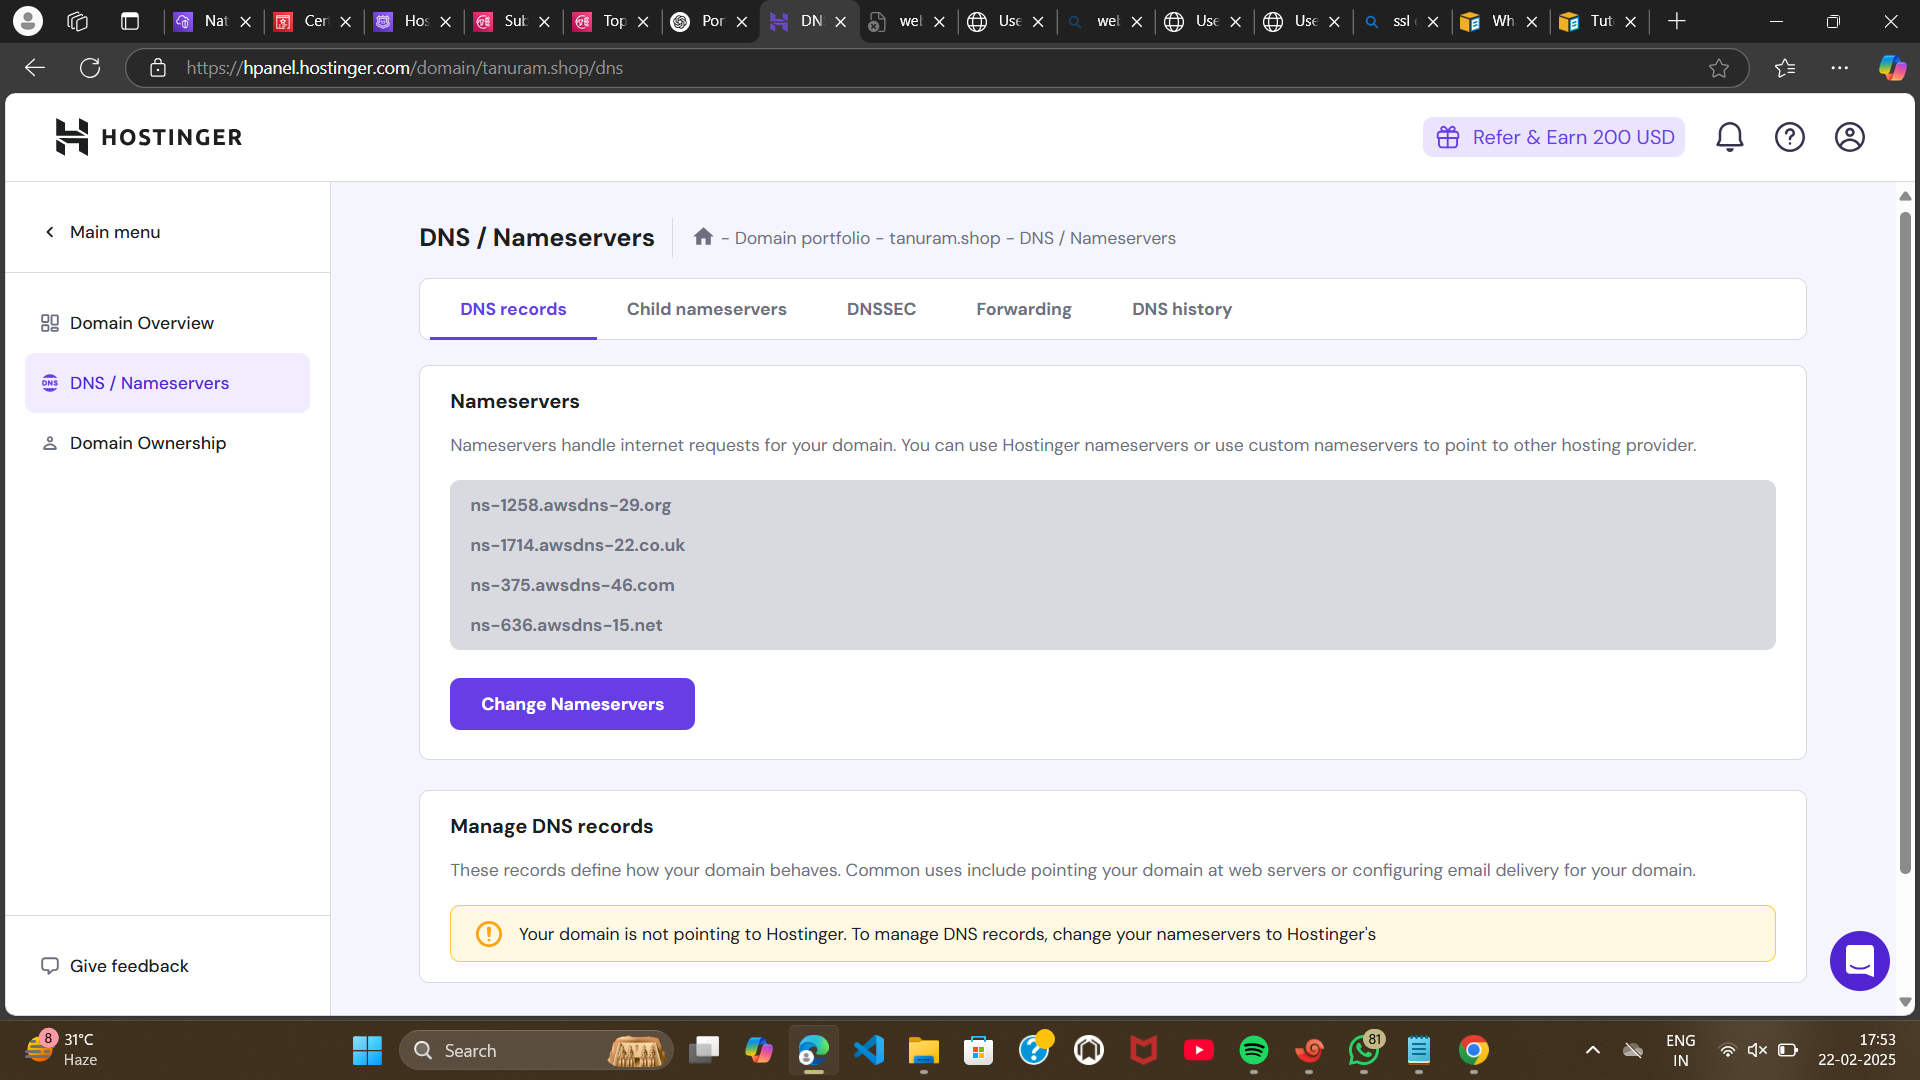 Nat
Cer
Hos
Sub
Top
Por
DN
wel
Use
wel
Use
Use
ssl
Wh
Tut
https://hpanel.hostinger.com/domain/tanuram.shop/dns
HOSTINGER
Refer & Earn 200 USD
Main menu
Domain Overview
DNS
DNS / Nameservers
Domain Ownership
Give feedback
DNS / Nameservers
- Domain portfolio - tanuram.shop - DNS / Nameservers
DNS records
Child nameservers
DNSSEC
Forwarding
DNS history
Nameservers
Nameservers handle internet requests for your domain. You can use Hostinger nameservers or use custom nameservers to point to other hosting provider.
ns-1258.awsdns-29.org
ns-1714.awsdns-22.co.uk
ns-375.awsdns-46.com
ns-636.awsdns-15.net
Change Nameservers
Manage DNS records
These records define how your domain behaves. Common uses include pointing your domain at web servers or configuring email delivery for your domain.
Your domain is not pointing to Hostinger. To manage DNS records, change your nameservers to Hostinger's
8
31°C
Haze
Search
81
ENG
IN
17:53
22-02-2025